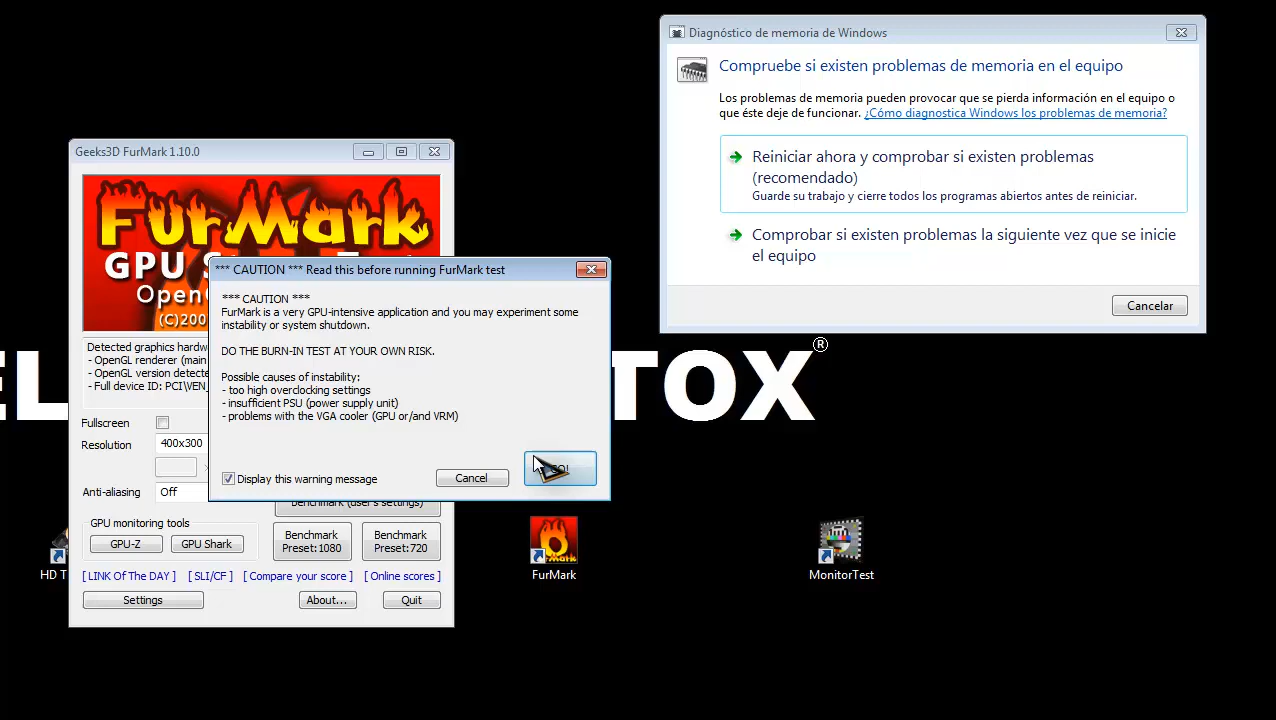 Diagnóstico de memoria de Windows
Compruebe si existen problemas de memoria en el equipo
Los problemas de memoria pueden provocar que se pierda información en el equipo o
que éste deje de funcionar. ¿Cómo diagnostica Windows los problemas de memoria?
Reiniciar ahora y comprobar si existen problemas
(recomendado)
Guarde su trabajo y cierre todos los programas abiertos antes de reiniciar.
Comprobar si existen problemas la siguiente vez que se inicie
el equipo
Cancelar
Geeks3D FurMark 1.10.0
FurMark
GPU
Detected graphics
- OpenGL renderer (main
- OpenGL version
- Full device ID:
Fullscreen
Resolution 400x300
Anti-aliasing Off
*** CAUTION *** Read this before running FurMark test
*** CAUTION ***
FurMark is a very GPU-intensive application and you may experiment some
instability or system shutdown.
DO THE BURN-IN TEST AT YOUR OWN RISK.
Possible causes of instability:
- too high overclocking settings
- insufficient PSU (power supply unit)
- problems with the VGA cooler (GPU or/and VRM)
Display this warning message
Cancel
GO!
Benchmark (user's settings)
GPU monitoring tools
GPU-Z GPU Shark
Benchmark
Preset:1080
Benchmark
Preset:720
[ LINK Of The DAY ] [ SLI/CF ] [ Compare your score ] [ Online scores ]
Settings About... Quit
TOX®
HD
FurMark
MonitorTest